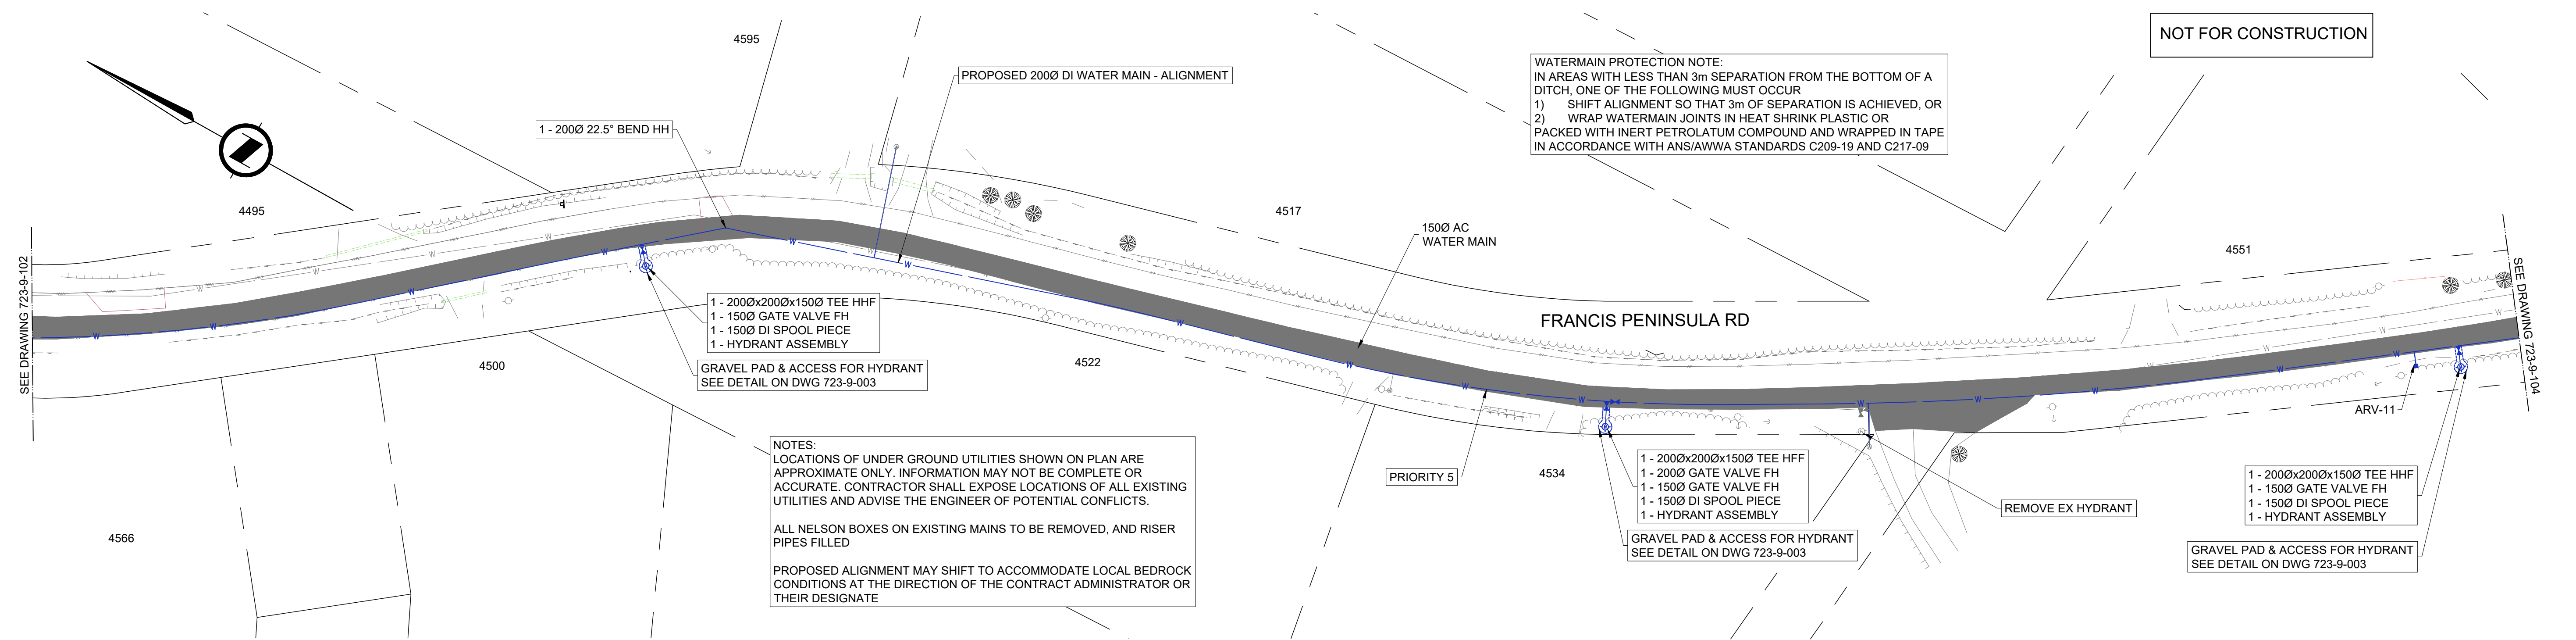 NOT FOR CONSTRUCTION
4595
PROPOSED 200Ø DI WATER MAIN - ALIGNMENT
WATERMAIN PROTECTION NOTE:
IN AREAS WITH LESS THAN 3m SEPARATION FROM THE BOTTOM OF A
DITCH, ONE OF THE FOLLOWING MUST OCCUR
1) SHIFT ALIGNMENT SO THAT 3m OF SEPARATION IS ACHIEVED, OR
2) WRAP WATERMAIN JOINTS IN HEAT SHRINK PLASTIC OR
PACKED WITH INERT PETROLATUM COMPOUND AND WRAPPED IN TAPE
IN ACCORDANCE WITH ANS/AWWA STANDARDS C209-19 AND C217-09
1 - 200Ø 22.5° BEND HH
4495
4517
150Ø AC
WATER MAIN
4551
SEE DRAWING 723-9-102
SEE DRAWING 723-9-104
FRANCIS PENINSULA RD
1 - 200Øx200Øx150Ø TEE HHF
1 - 150Ø GATE VALVE FH
1 - 150Ø DI SPOOL PIECE
1 - HYDRANT ASSEMBLY
GRAVEL PAD & ACCESS FOR HYDRANT
SEE DETAIL ON DWG 723-9-003
4500
4522
ARV-11
NOTES:
LOCATIONS OF UNDER GROUND UTILITIES SHOWN ON PLAN ARE
APPROXIMATE ONLY. INFORMATION MAY NOT BE COMPLETE OR
ACCURATE. CONTRACTOR SHALL EXPOSE LOCATIONS OF ALL EXISTING
UTILITIES AND ADVISE THE ENGINEER OF POTENTIAL CONFLICTS.
ALL NELSON BOXES ON EXISTING MAINS TO BE REMOVED, AND RISER
PIPES FILLED
PROPOSED ALIGNMENT MAY SHIFT TO ACCOMMODATE LOCAL BEDROCK
CONDITIONS AT THE DIRECTION OF THE CONTRACT ADMINISTRATOR OR
THEIR DESIGNATE
PRIORITY 5
4534
1 - 200Øx200Øx150Ø TEE HFF
1 - 200Ø GATE VALVE FH
1 - 150Ø GATE VALVE FH
1 - 150Ø DI SPOOL PIECE
1 - HYDRANT ASSEMBLY
GRAVEL PAD & ACCESS FOR HYDRANT
SEE DETAIL ON DWG 723-9-003
REMOVE EX HYDRANT
1 - 200Øx200Øx150Ø TEE HHF
1 - 150Ø GATE VALVE FH
1 - 150Ø DI SPOOL PIECE
1 - HYDRANT ASSEMBLY
GRAVEL PAD & ACCESS FOR HYDRANT
SEE DETAIL ON DWG 723-9-003
4566